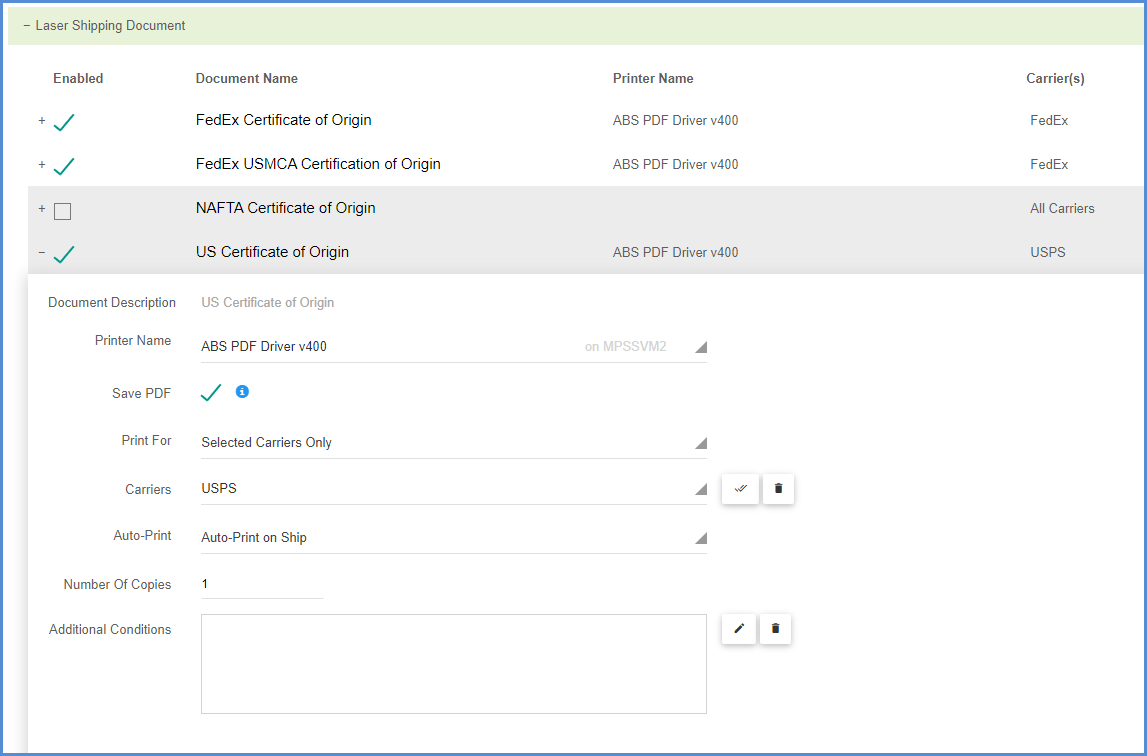 − Laser Shipping Document
Enabled Document Name Printer Name Carrier(s)
+ FedEx Certificate of Origin ABS PDF Driver v400 FedEx
+ FedEx USMCA Certification of Origin ABS PDF Driver v400 FedEx
+ NAFTA Certificate of Origin All Carriers
− US Certificate of Origin ABS PDF Driver v400 USPS
Document Description US Certificate of Origin
Printer Name ABS PDF Driver v400 on MPSSVM2
Save PDF
Print For Selected Carriers Only
Carriers USPS
Auto-Print Auto-Print on Ship
Number Of Copies 1
Additional Conditions